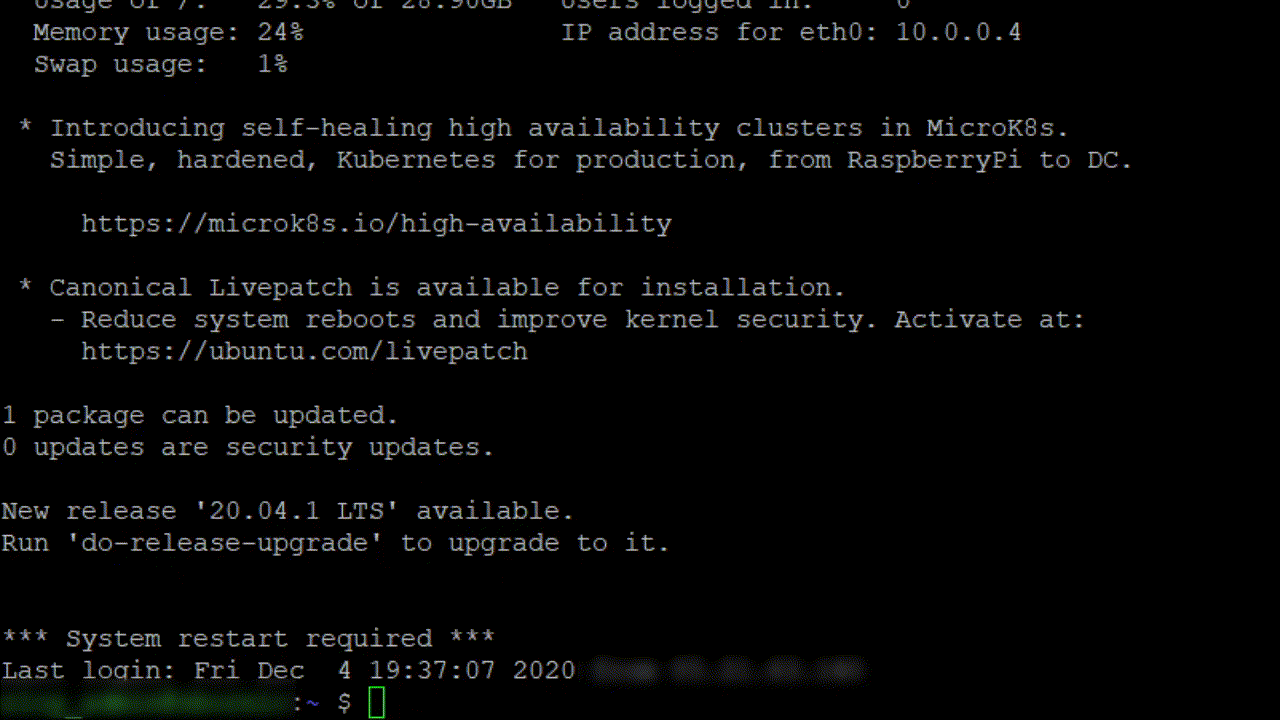 Usage of /:   29.3% of 28.90GB   Users logged in:     0
Memory usage: 24%                IP address for eth0: 10.0.0.4
Swap usage:   1%
* Introducing self-healing high availability clusters in MicroK8s.
Simple, hardened, Kubernetes for production, from RaspberryPi to DC.
https://microk8s.io/high-availability
* Canonical Livepatch is available for installation.
- Reduce system reboots and improve kernel security. Activate at:
https://ubuntu.com/livepatch
1 package can be updated.
0 updates are security updates.
New release '20.04.1 LTS' available.
Run 'do-release-upgrade' to upgrade to it.
*** System restart required ***
Last login: Fri Dec  4 19:37:07 2020
:~ $